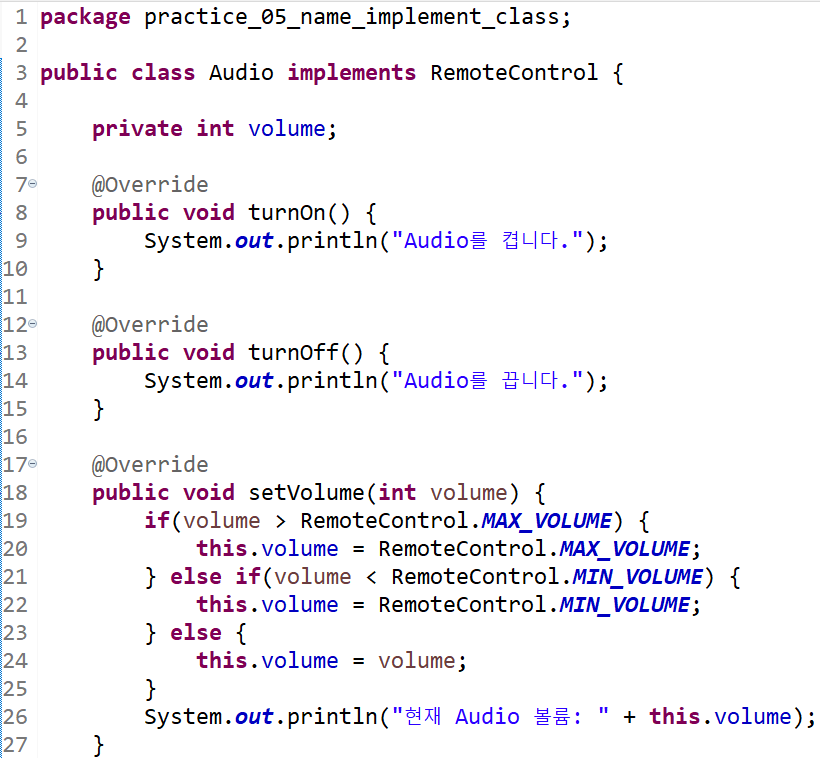 1 package practice_05_name_implement_class;
2
3 public class Audio implements RemoteControl {
4
5     private int volume;
6
7     @Override
8     public void turnOn() {
9         System.out.println("Audio를 켭니다.");
10     }
11
12     @Override
13     public void turnOff() {
14         System.out.println("Audio를 끕니다.");
15     }
16
17     @Override
18     public void setVolume(int volume) {
19         if(volume > RemoteControl.MAX_VOLUME) {
20             this.volume = RemoteControl.MAX_VOLUME;
21         } else if(volume < RemoteControl.MIN_VOLUME) {
22             this.volume = RemoteControl.MIN_VOLUME;
23         } else {
24             this.volume = volume;
25         }
26         System.out.println("현재 Audio 볼륨: " + this.volume);
27     }